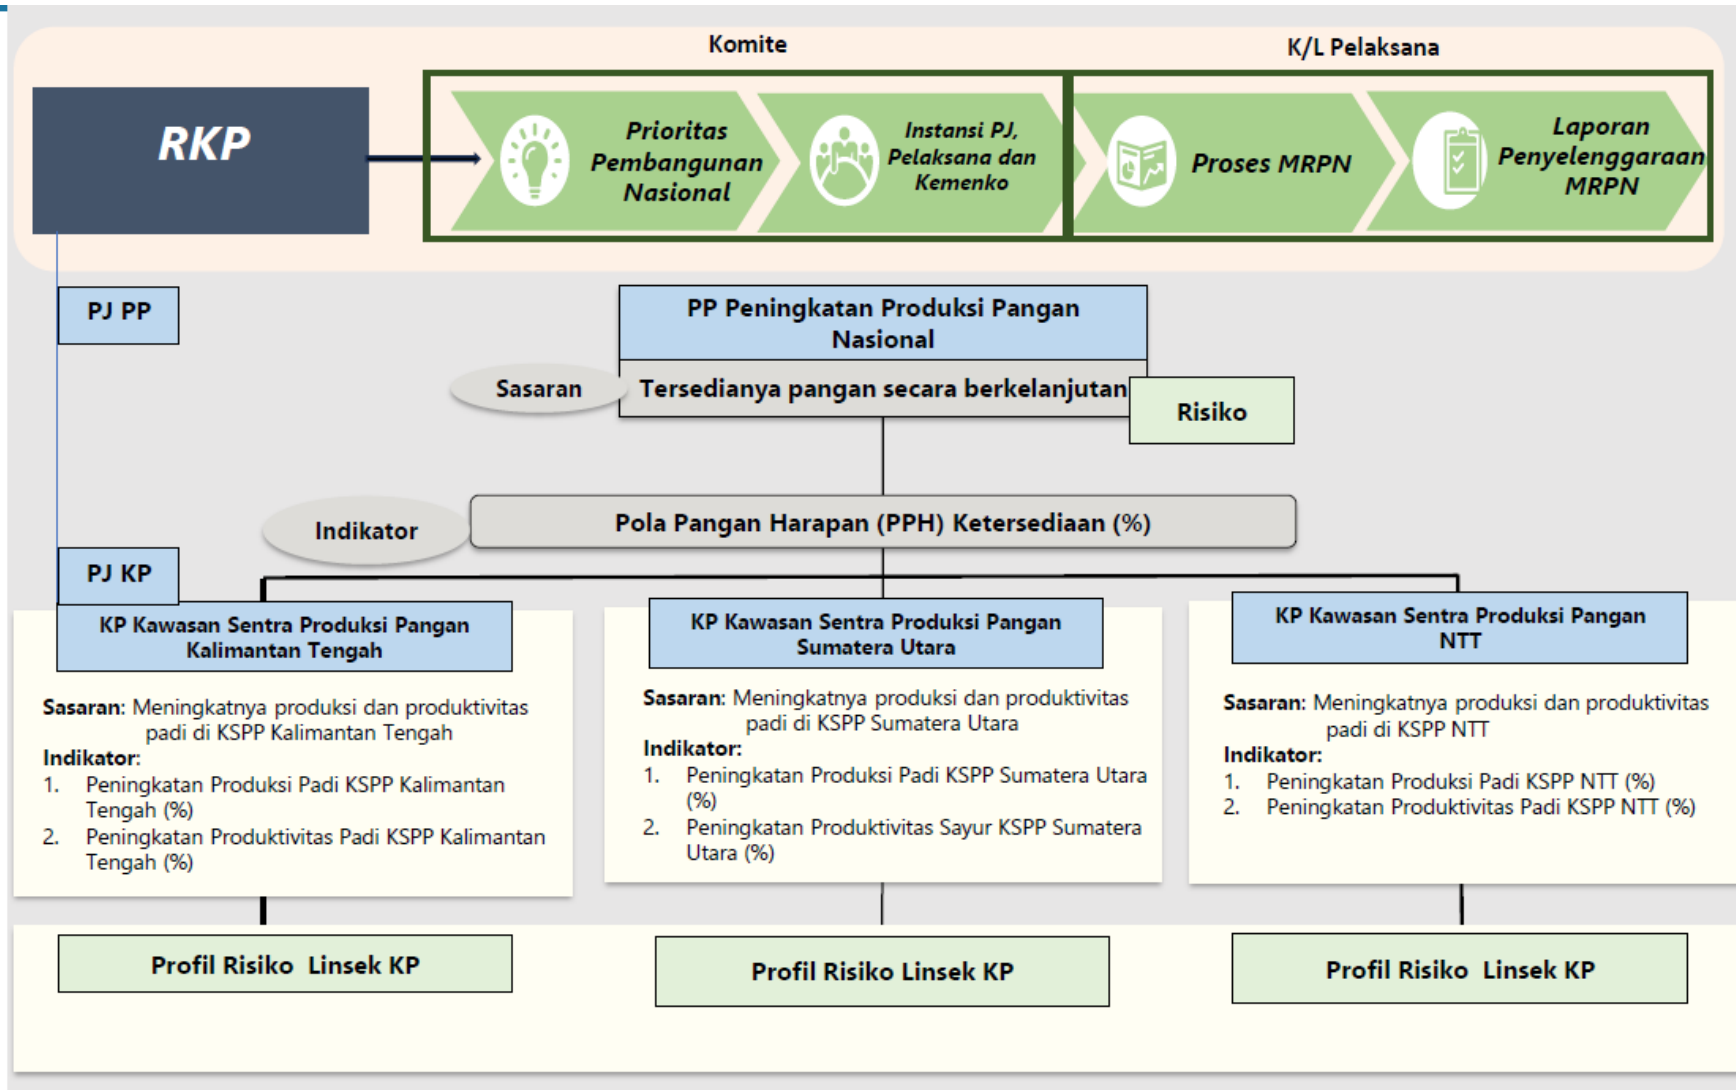 Komite
K/L Pelaksana
RKP
Prioritas
Pembangunan
Nasional
Instansi PJ,
Pelaksana dan
Kemenko
Proses MRPN
Laporan
Penyelenggaraan
MRPN
PJ PP
PP Peningkatan Produksi Pangan
Nasional
Sasaran
Tersedianya pangan secara berkelanjutan
Risiko
Indikator
Pola Pangan Harapan (PPH) Ketersediaan (%)
PJ KP
KP Kawasan Sentra Produksi Pangan
Kalimantan Tengah
Sasaran: Meningkatnya produksi dan produktivitas
padi di KSPP Kalimantan Tengah
Indikator:
1. Peningkatan Produksi Padi KSPP Kalimantan
Tengah (%)
2. Peningkatan Produktivitas Padi KSPP Kalimantan
Tengah (%)
KP Kawasan Sentra Produksi Pangan
Sumatera Utara
Sasaran: Meningkatnya produksi dan produktivitas
padi di KSPP Sumatera Utara
Indikator:
1. Peningkatan Produksi Padi KSPP Sumatera Utara
(%)
2. Peningkatan Produktivitas Sayur KSPP Sumatera
Utara (%)
KP Kawasan Sentra Produksi Pangan
NTT
Sasaran: Meningkatnya produksi dan produktivitas
padi di KSPP NTT
Indikator:
1. Peningkatan Produksi Padi KSPP NTT (%)
2. Peningkatan Produktivitas Padi KSPP NTT (%)
Profil Risiko Linsek KP
Profil Risiko Linsek KP
Profil Risiko Linsek KP